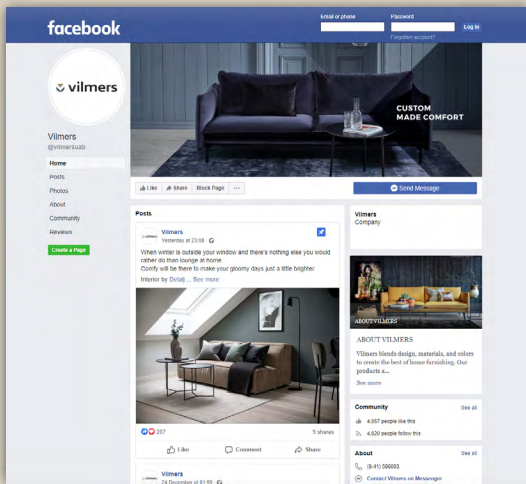 facebook
Email or phone
Password
Log In
Forgotten account?
vilmers
CUSTOM
MADE COMFORT
Vilmers
@vilmersuab
Home
Posts
Photos
About
Community
Reviews
Create a Page
Like
Share
Block Page
...
Send Message
Posts
Vilmers
Yesterday at 23:08
When winter is outside your window and there's nothing else you would
rather do than lounge at home.
Comfy will be there to make your gloomy days just a little brighter
Interior by Detalj ... See more
207
9 shares
Like
Comment
Share
Vilmers
24 December at 01:59
Vilmers
Company
ABOUT VILMERS
ABOUT VILMERS
Vilmers blends design, materials, and colors
to create the best of home furnishing. Our
products a...
See more
Community
See all
4,667 people like this
4,820 people follow this
About
See all
(8-41) 596003
Contact Vilmers on Messenger